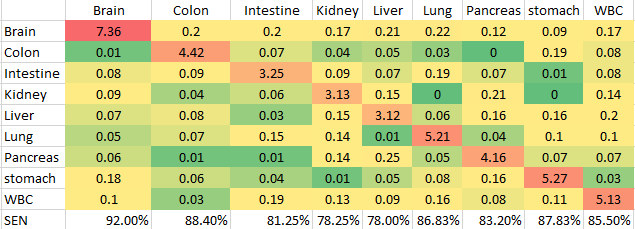 Brain Colon Intestine Kidney Liver Lung Pancreas stomach WBC
Brain 7.36 0.2 0.2 0.17 0.21 0.22 0.12 0.09 0.17
Colon 0.01 4.42 0.07 0.04 0.05 0.03 0 0.19 0.08
Intestine 0.08 0.09 3.25 0.09 0.07 0.19 0.07 0.01 0.08
Kidney 0.09 0.04 0.06 3.13 0.15 0 0.21 0 0.14
Liver 0.07 0.08 0.03 0.15 3.12 0.06 0.16 0.16 0.2
Lung 0.05 0.07 0.15 0.14 0.01 5.21 0.04 0.1 0.1
Pancreas 0.06 0.01 0.01 0.14 0.25 0.05 4.16 0.07 0.07
stomach 0.18 0.06 0.04 0.01 0.05 0.08 0.16 5.27 0.03
WBC 0.1 0.03 0.19 0.13 0.09 0.16 0.08 0.11 5.13
SEN 92.00% 88.40% 81.25% 78.25% 78.00% 86.83% 83.20% 87.83% 85.50%